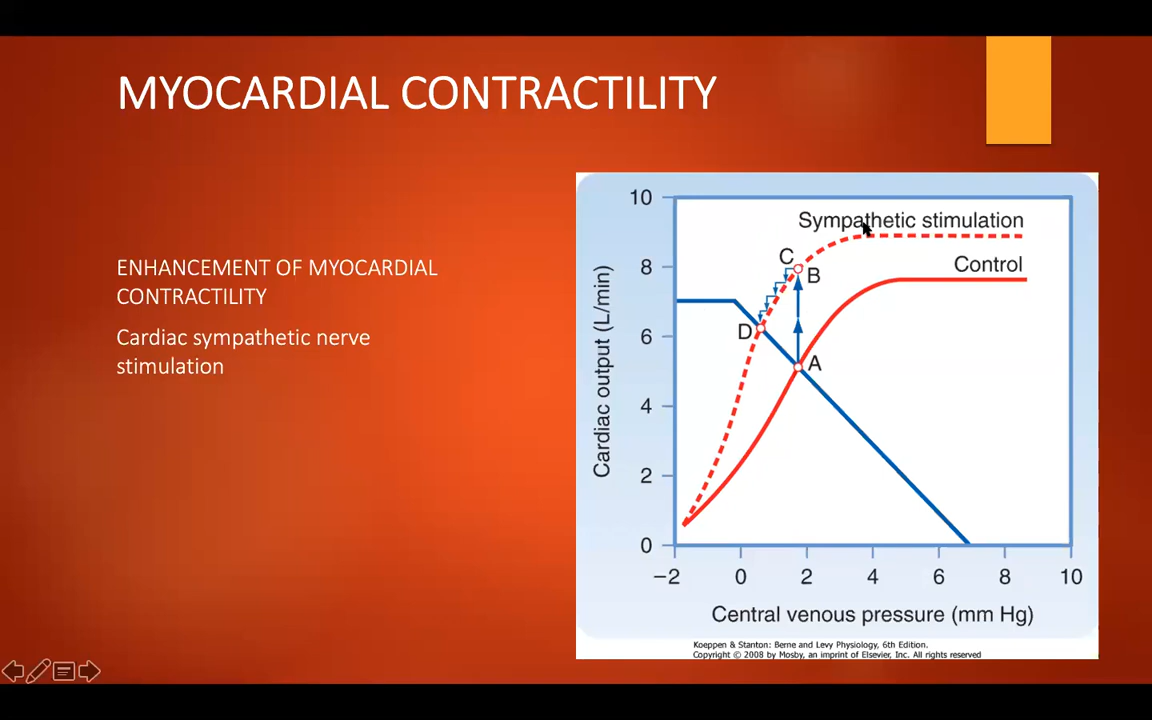 MYOCARDIAL CONTRACTILITY
ENHANCEMENT OF MYOCARDIAL
CONTRACTILITY
Cardiac sympathetic nerve
stimulation
10
8
6
4
2
0
Cardiac output (L/min)
Sympathetic stimulation
Control
C
B
D
A
−2 0 2 4 6 8 10
Central venous pressure (mm Hg)
Koeppen & Stanton: Berne and Levy Physiology, 6th Edition.
Copyright © 2008 by Mosby, an imprint of Elsevier, Inc. All rights reserved